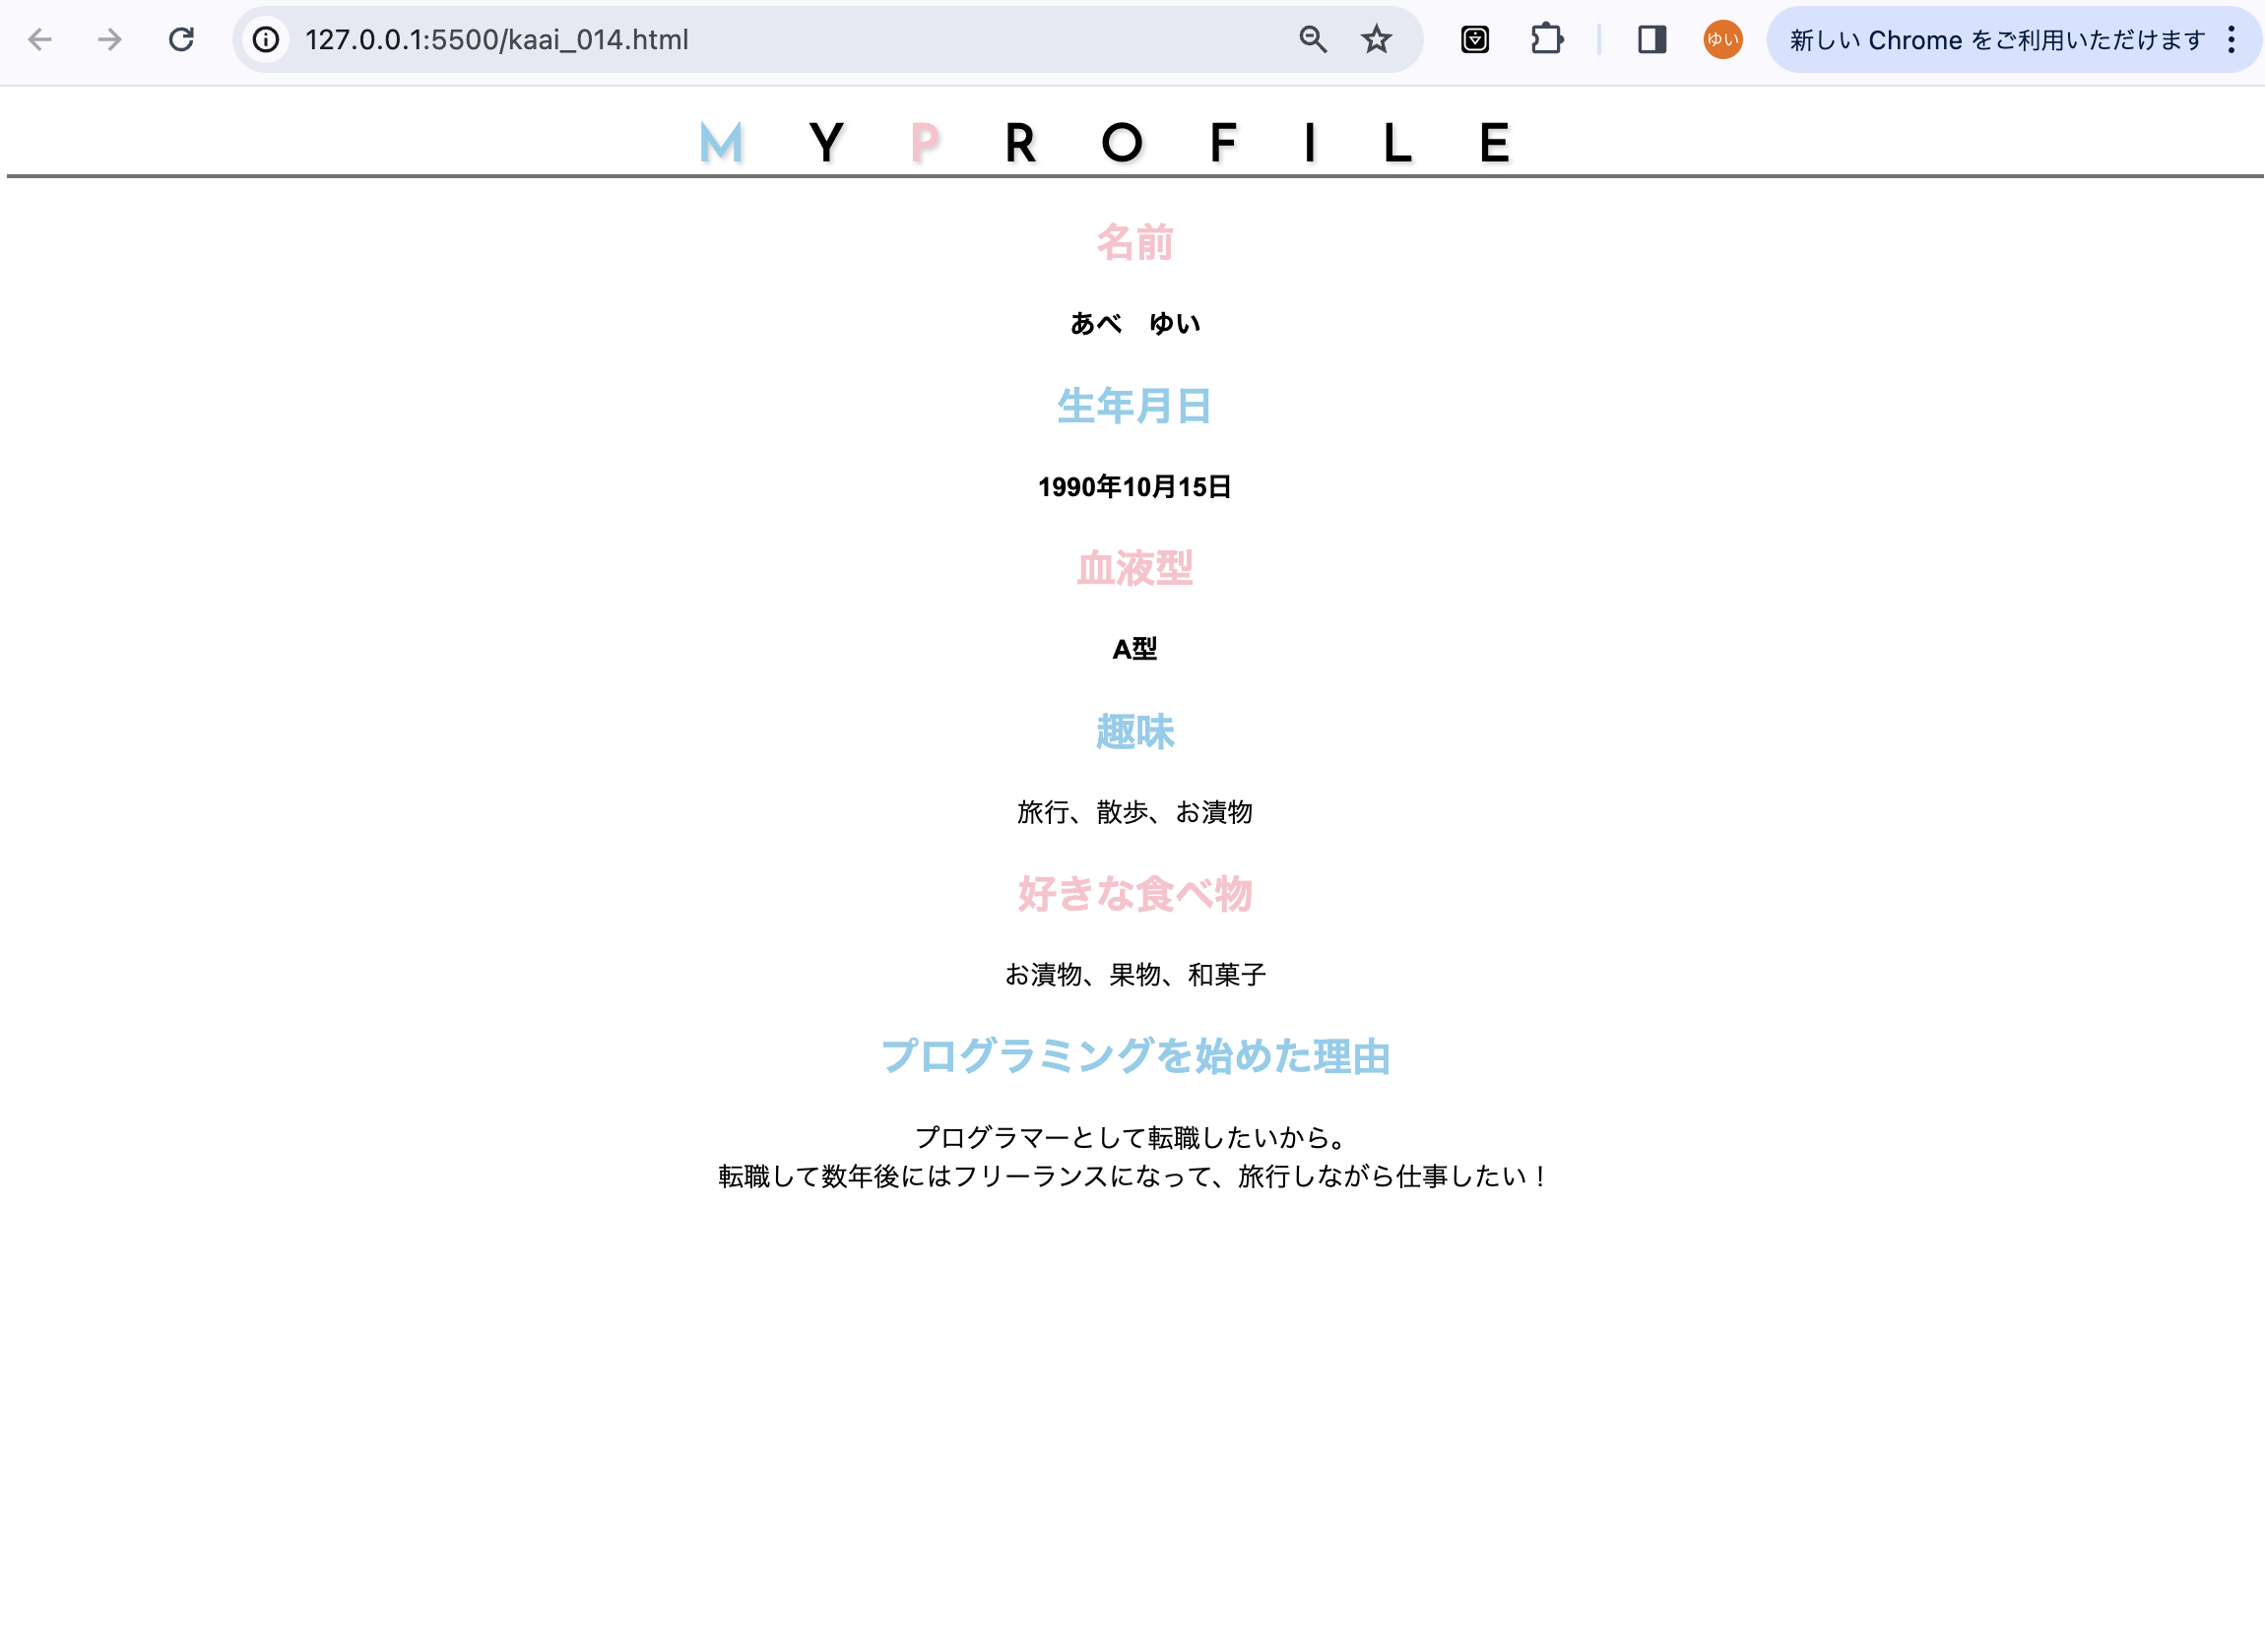 127.0.0.1:5500/kaai_014.html
ゆい
新しい Chrome をご利用いただけます
M Y P R O F I L E
名前
あべ　ゆい
生年月日
1990年10月15日
血液型
A型
趣味
旅行、散歩、お漬物
好きな食べ物
お漬物、果物、和菓子
プログラミングを始めた理由
プログラマーとして転職したいから。
転職して数年後にはフリーランスになって、旅行しながら仕事したい！